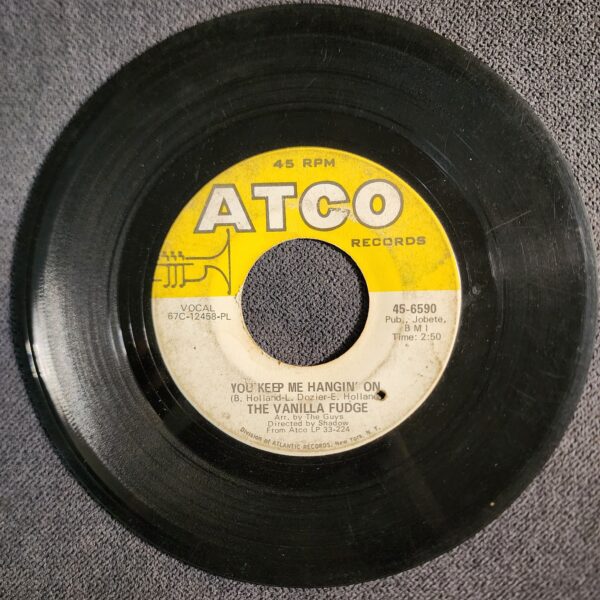 45 RPM
ATCO
RECORDS
VOCAL
67C-12458-PL
45-6590
Pub., Jobete,
BMI
Time: 2:50
YOU KEEP ME HANGIN' ON
(B. Holland-L. Dozier-E. Holland)
THE VANILLA FUDGE
Arr. by The Guys
Directed by Shadow
From Atco LP 33-224
Division of ATLANTIC RECORDS, New York, N. Y.